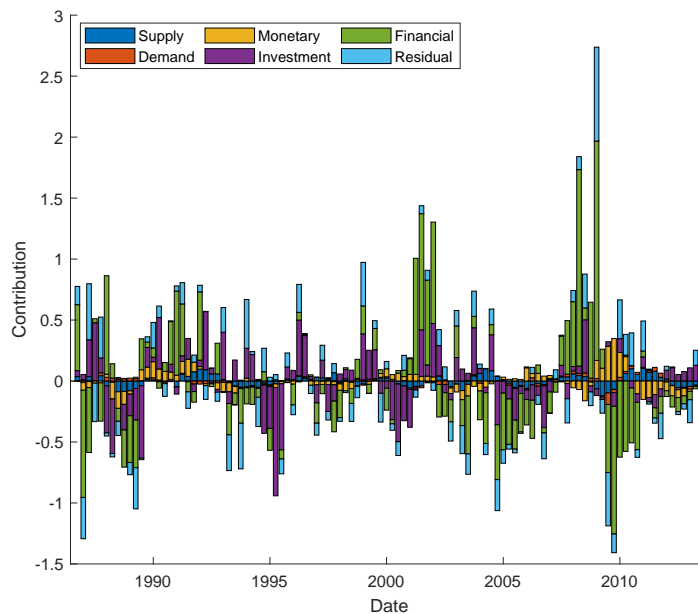 3
2.5
2
1.5
1
0.5
0
-0.5
-1
-1.5
Contribution
Supply Monetary Financial
Demand Investment Residual
1990 1995 2000 2005 2010
Date